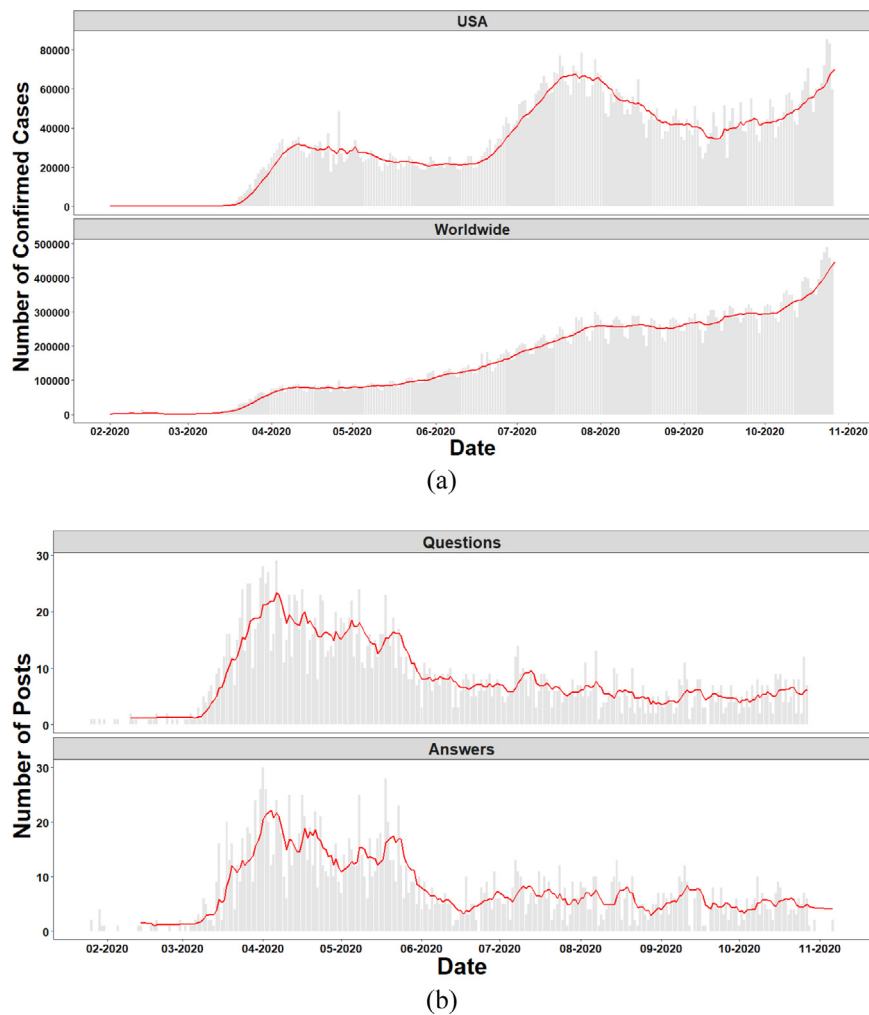 USA
80000
60000
40000
20000
0
Number of Confirmed Cases
Worldwide
500000
400000
300000
200000
100000
0
02-2020 03-2020 04-2020 05-2020 06-2020 07-2020 08-2020 09-2020 10-2020 11-2020
Date
(a)
Questions
30
20
10
0
Number of Posts
Answers
30
20
10
0
02-2020 03-2020 04-2020 05-2020 06-2020 07-2020 08-2020 09-2020 10-2020 11-2020
Date
(b)